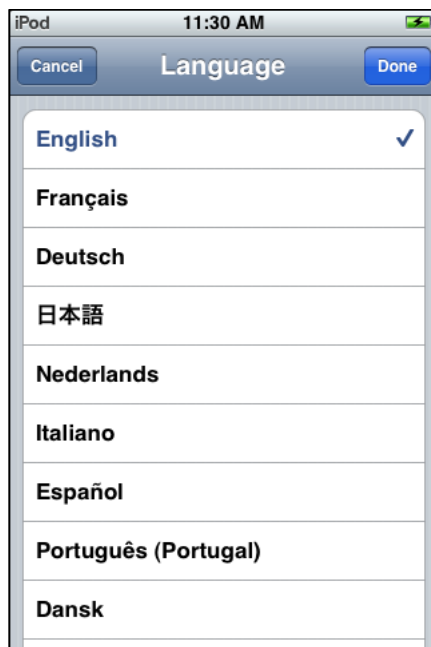 iPod 11:30 AM
Cancel Language Done
English
Français
Deutsch
日本語
Nederlands
Italiano
Español
Português (Portugal)
Dansk